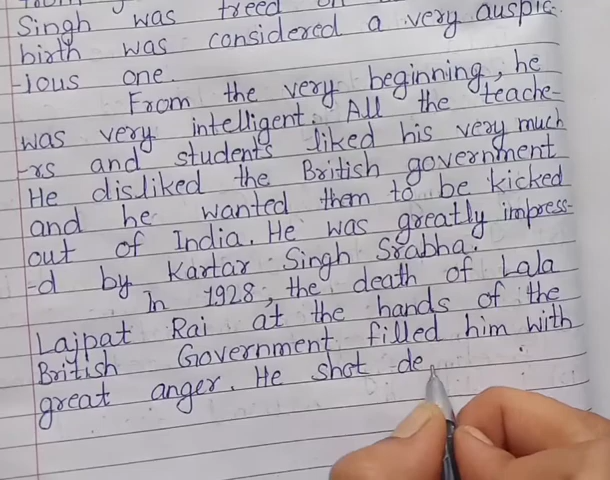 Singh was freed
birth was considered a very auspic-
-ious one.
From the very beginning, he
was very intelligent. All the teache-
-rs and students liked his very much
He disliked the British government
and he wanted them to be kicked
out of India. He was greatly impress-
-d by Kartar Singh Srabha.
In 1928, the death of Lala
Lajpat Rai at the hands of the
British Government filled him with
great anger. He shot de